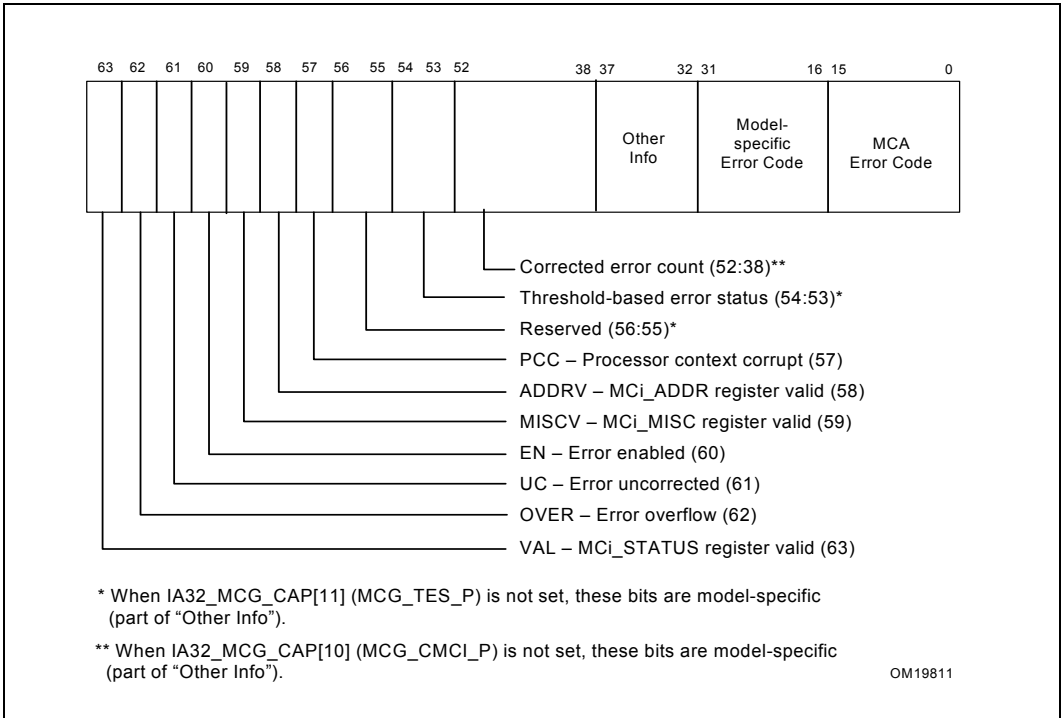 63 62 61 60 59 58 57 56 55 54 53 52 38 37 32 31 16 15 0
Other
Info
Model-
specific
Error Code
MCA
Error Code
Corrected error count (52:38)**
Threshold-based error status (54:53)*
Reserved (56:55)*
PCC – Processor context corrupt (57)
ADDRV – MCi_ADDR register valid (58)
MISCV – MCi_MISC register valid (59)
EN – Error enabled (60)
UC – Error uncorrected (61)
OVER – Error overflow (62)
VAL – MCi_STATUS register valid (63)
* When IA32_MCG_CAP[11] (MCG_TES_P) is not set, these bits are model-specific
(part of “Other Info”).
** When IA32_MCG_CAP[10] (MCG_CMCI_P) is not set, these bits are model-specific
(part of “Other Info”).
OM19811